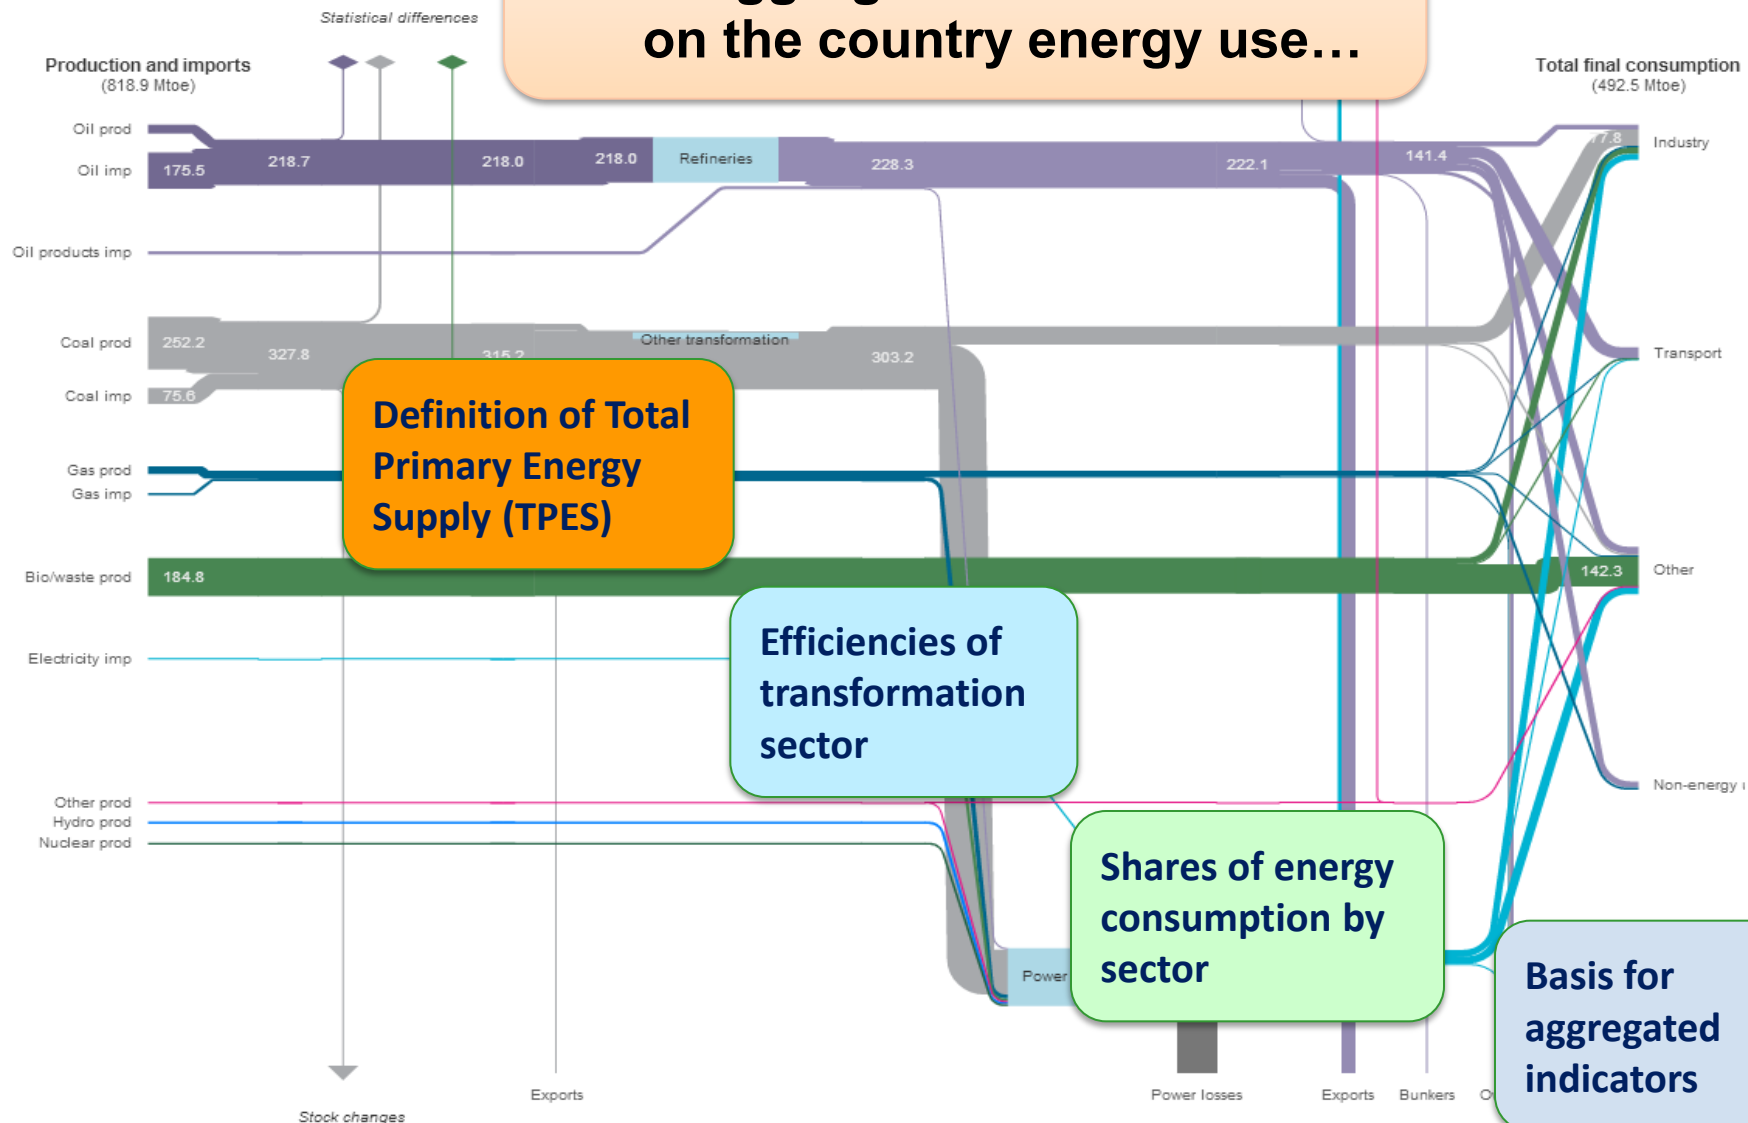 Statistical differences
on the country energy use…
Production and imports
(818.9 Mtoe)
Total final consumption
(492.5 Mtoe)
Oil prod
Oil imp
175.5
218.7
218.0
218.0
Refineries
228.3
222.1
141.4
77.8
Industry
Oil products imp
Coal prod
252.2
327.8
315.2
Other transformation
303.2
Transport
Coal imp
75.6
Definition of Total
Primary Energy
Supply (TPES)
Gas prod
Gas imp
Bio/waste prod
184.8
142.3
Other
Efficiencies of
transformation
sector
Electricity imp
Other prod
Hydro prod
Nuclear prod
Non-energy
Shares of energy
consumption by
sector
Power
Basis for
aggregated
indicators
Exports
Power losses
Exports
Bunkers
Stock changes